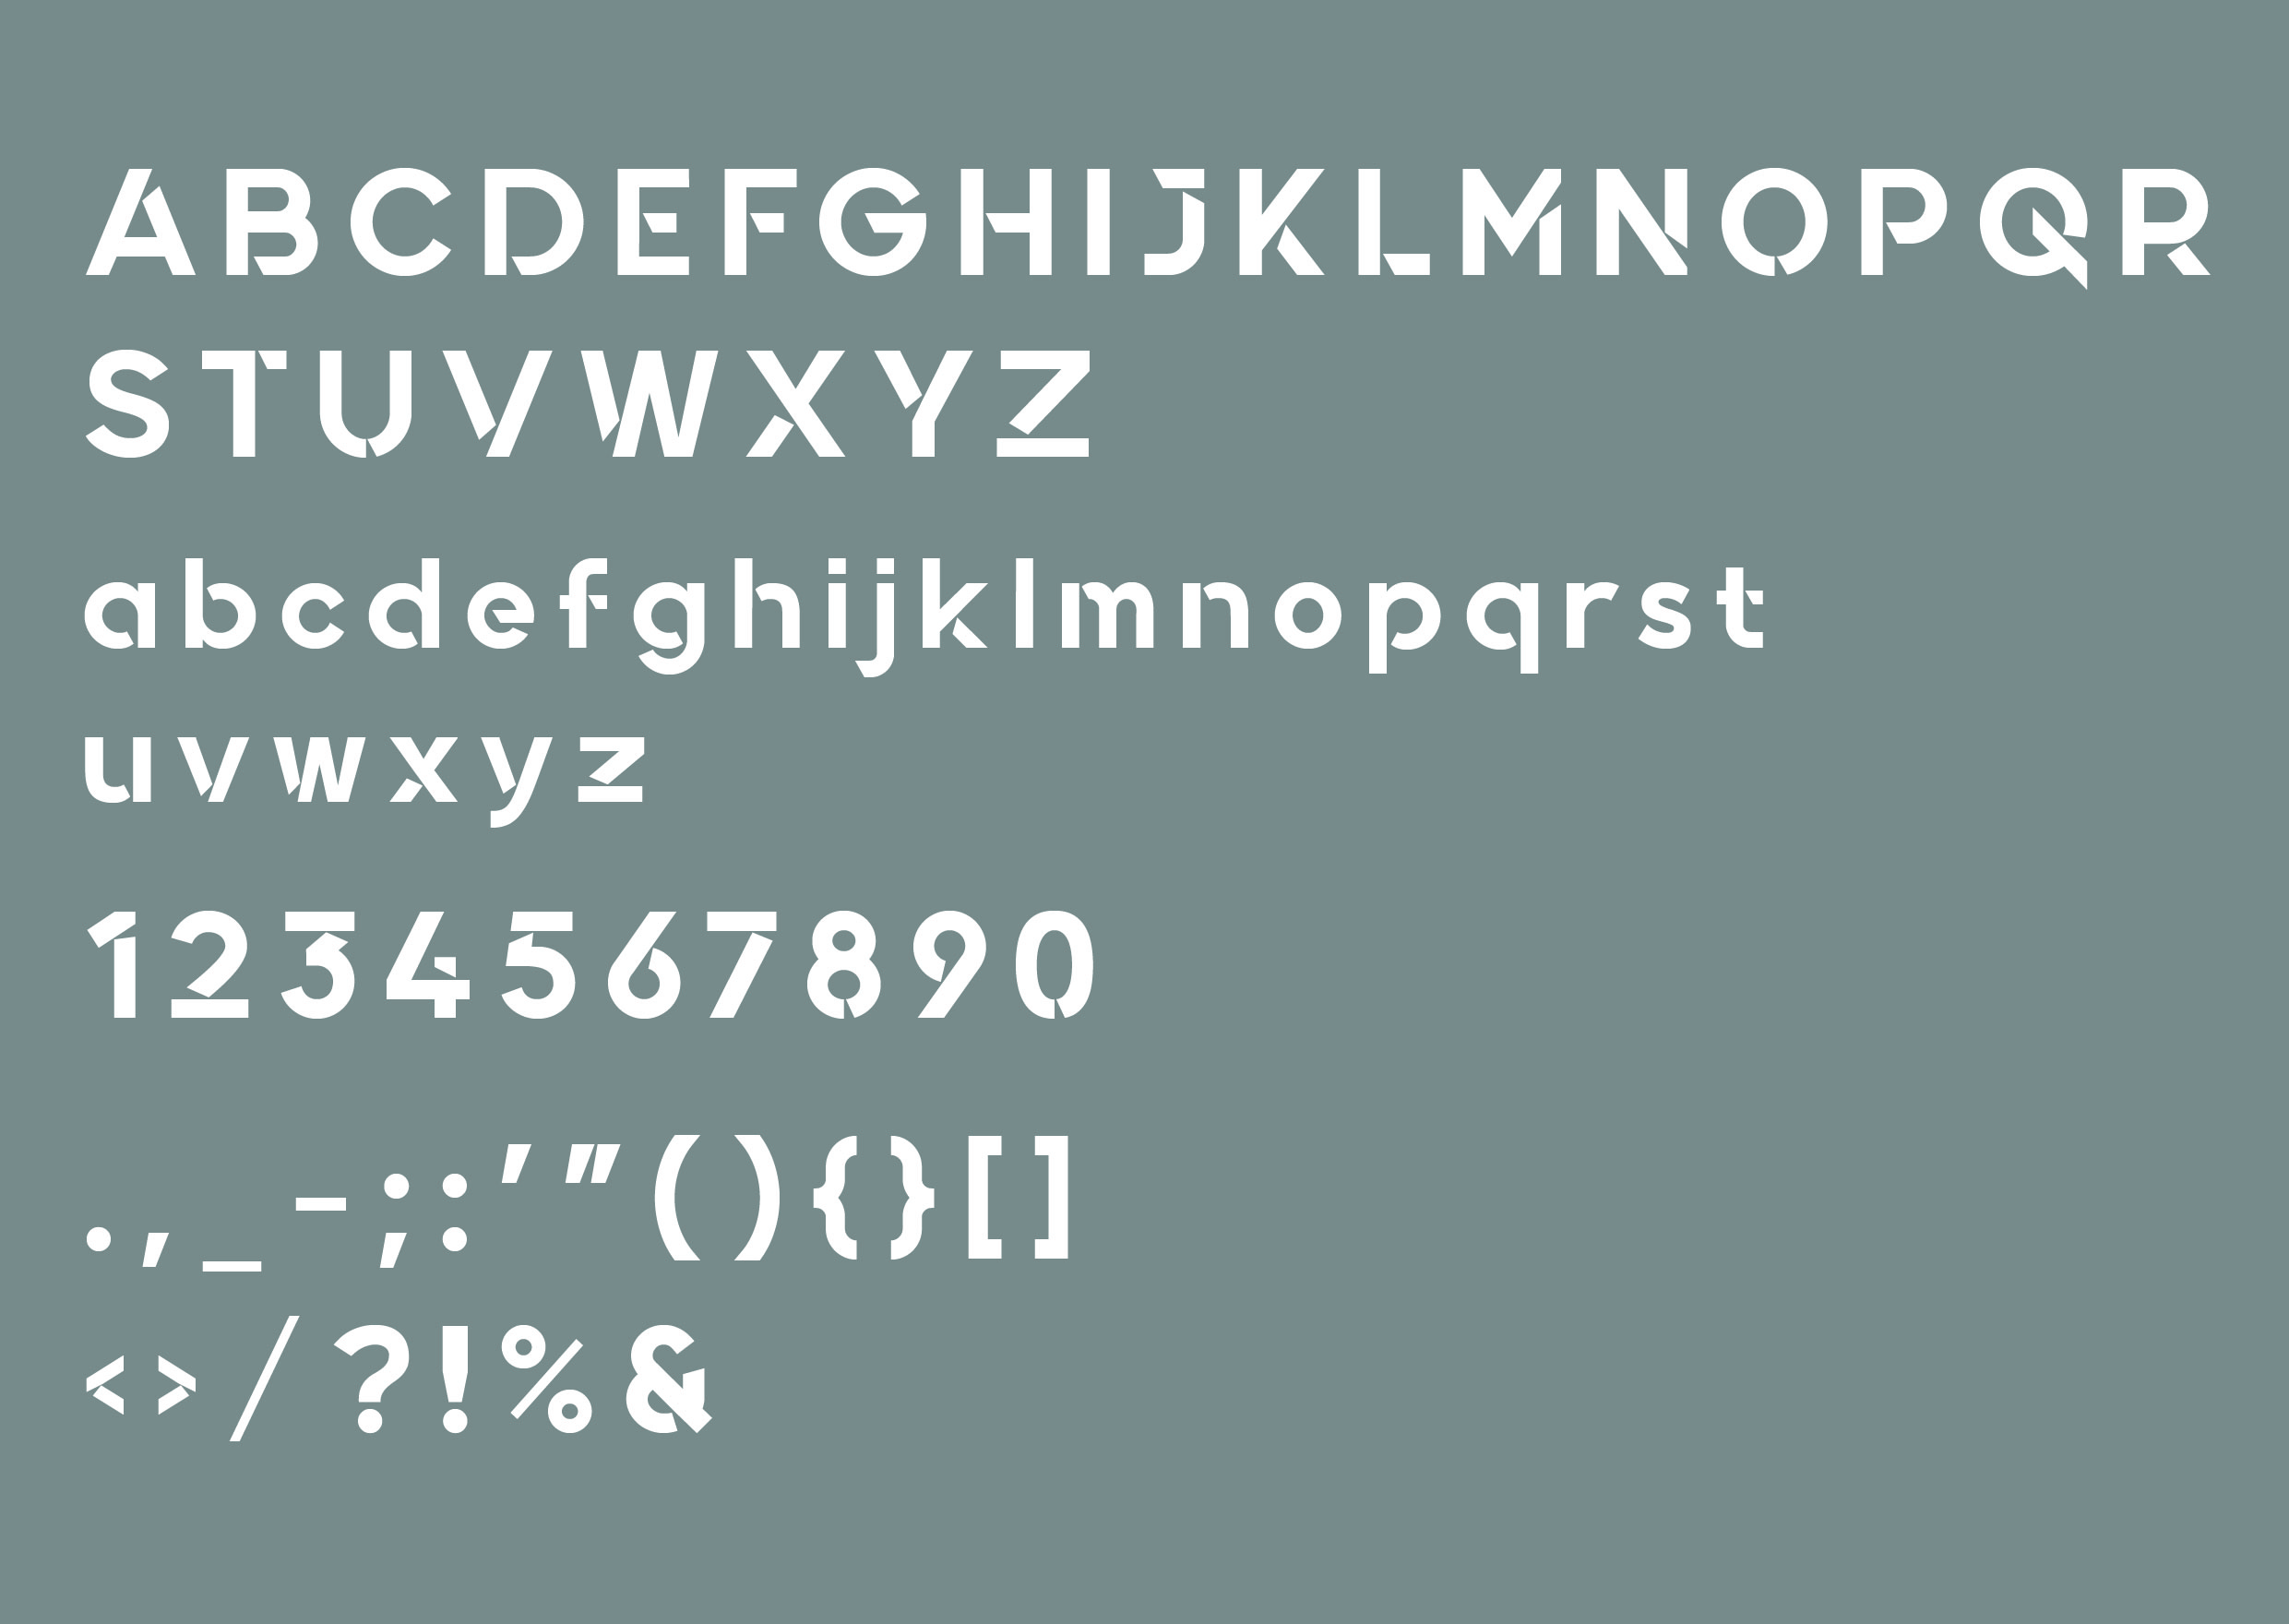 ABCDEFGHIJKLMNOPQR
STUVWXYZ
abcdefghijklmnopqrst
uvwxyz
1234567890
.,_-;:’”(){}[]
<>/?!%&